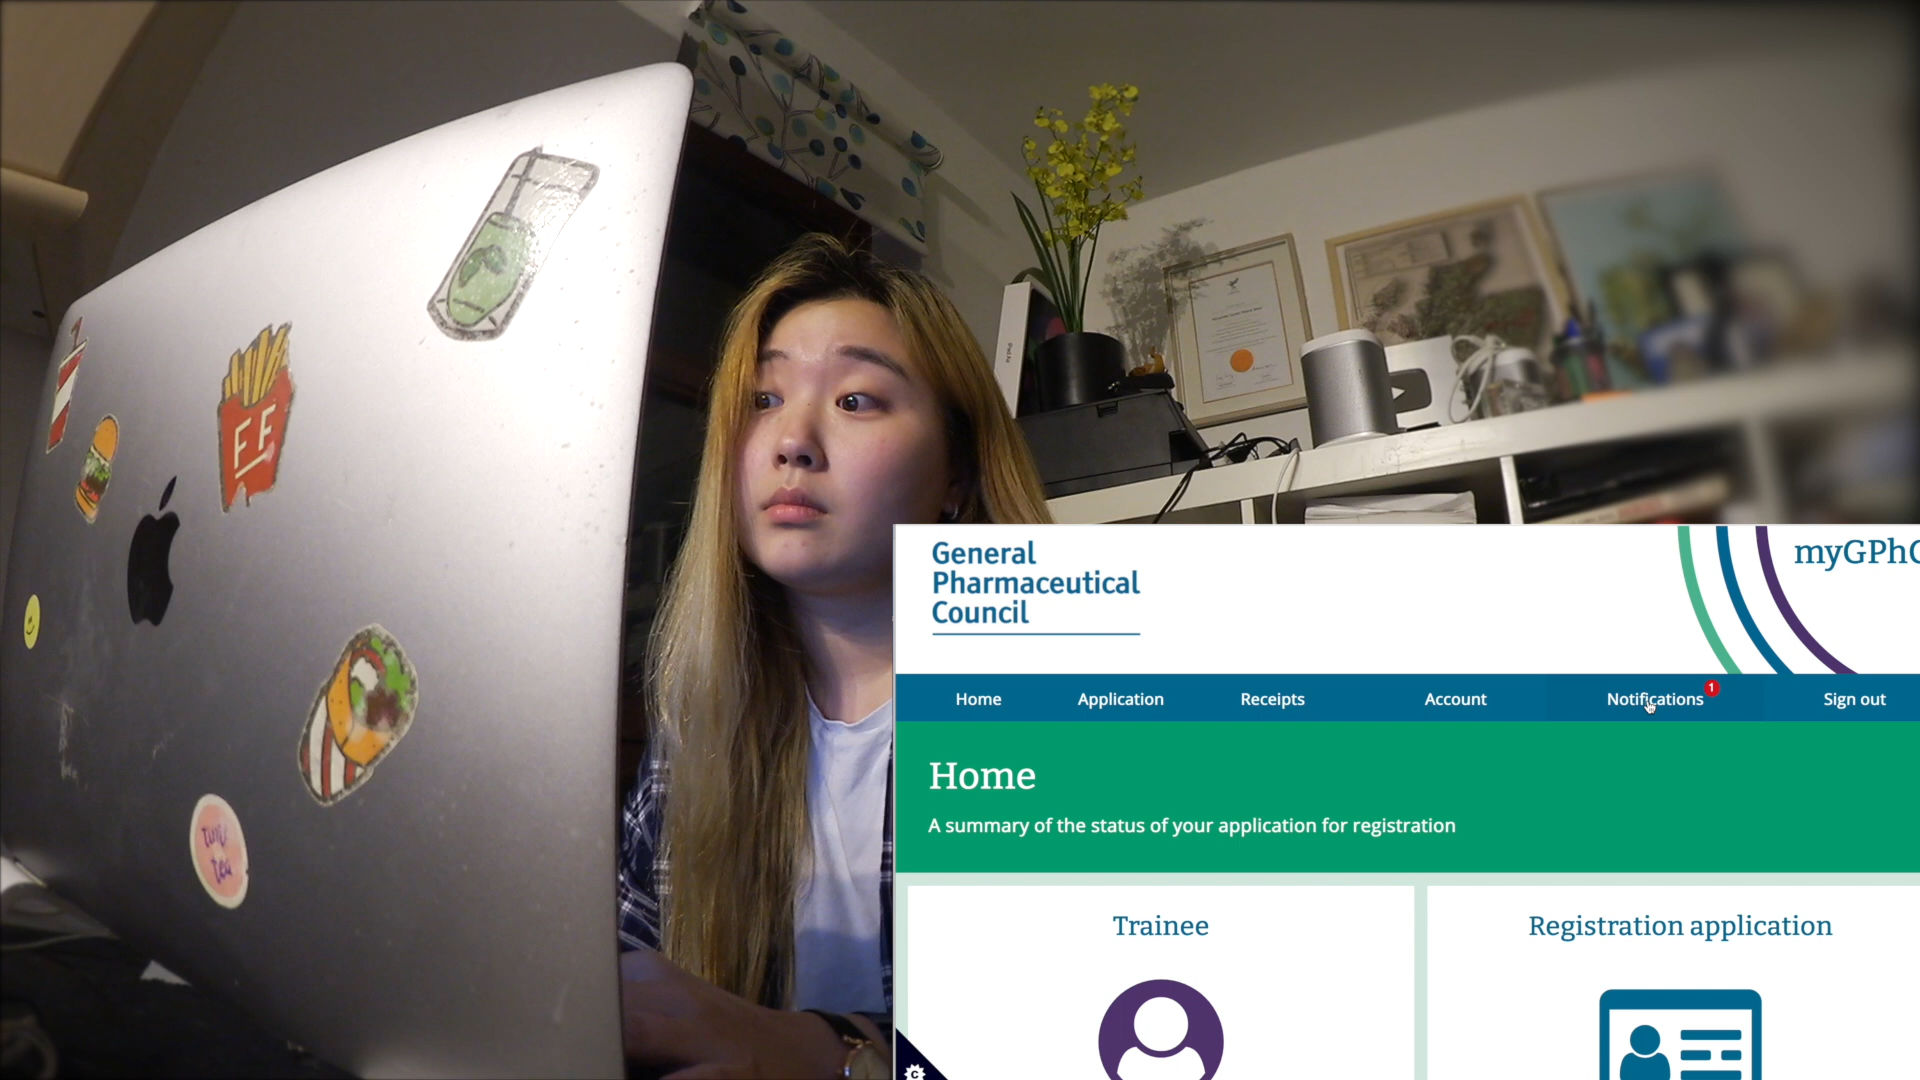 FF
General
Pharmaceutical
Council
myGPhC
Home
Application
Receipts
Account
Notifications
1
Sign out
Home
A summary of the status of your application for registration
Trainee
Registration application